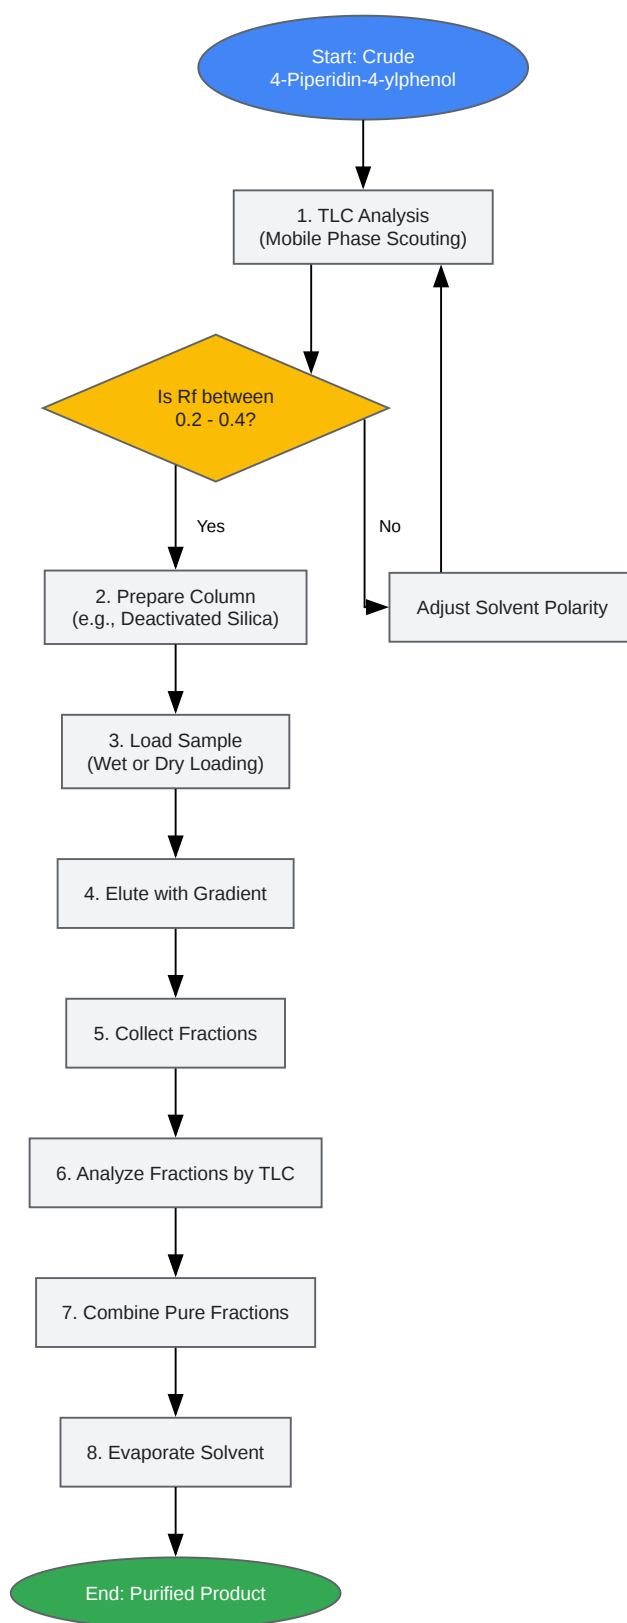 Start: Crude
4-Piperidin-4-ylphenol
1. TLC Analysis
(Mobile Phase Scouting)
Is Rf between
0.2 - 0.4?
Yes
No
2. Prepare Column
(e.g., Deactivated Silica)
Adjust Solvent Polarity
3. Load Sample
(Wet or Dry Loading)
4. Elute with Gradient
5. Collect Fractions
6. Analyze Fractions by TLC
7. Combine Pure Fractions
8. Evaporate Solvent
End: Purified Product